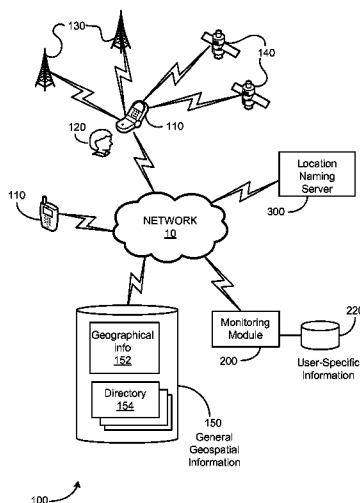 130
140
110
120
Location
Naming
Server
300
110
NETWORK
10
220
Geographical
Info
152
Monitoring
Module
200
User-Specific
Information
Directory
154
150
General
Geospatial
Information
100